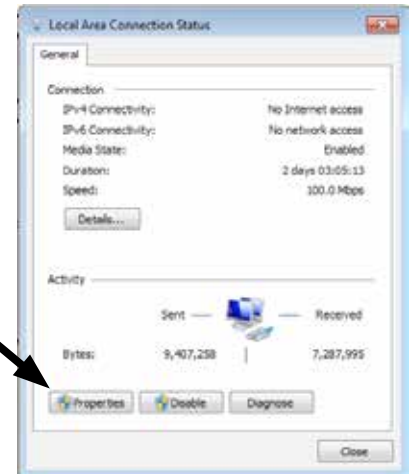 Local Area Connection Status
General
Connection
IPv4 Connectivity: No Internet access
IPv6 Connectivity: No network access
Media State: Enabled
Duration: 2 days 03:05:13
Speed: 100.0 Mbps
Details...
Activity
Sent — — Received
Bytes: 9,407,258 | 7,287,995
Properties Disable Diagnose
Close